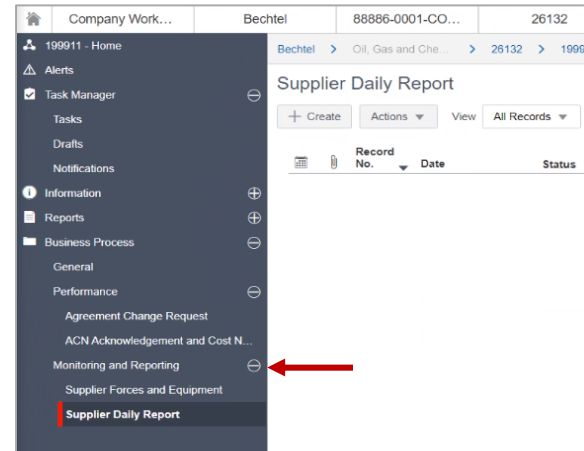 Company Work... Bechtel 88886-0001-CO... 26132
199911 - Home
Bechtel > Oil, Gas and Che... > 26132 > 1999
Alerts
Supplier Daily Report
Task Manager
+ Create Actions View All Records
Tasks
Drafts
Record No. Date Status
Notifications
Information
Reports
Business Process
General
Performance
Agreement Change Request
ACN Acknowledgement and Cost N...
Monitoring and Reporting
Supplier Forces and Equipment
Supplier Daily Report